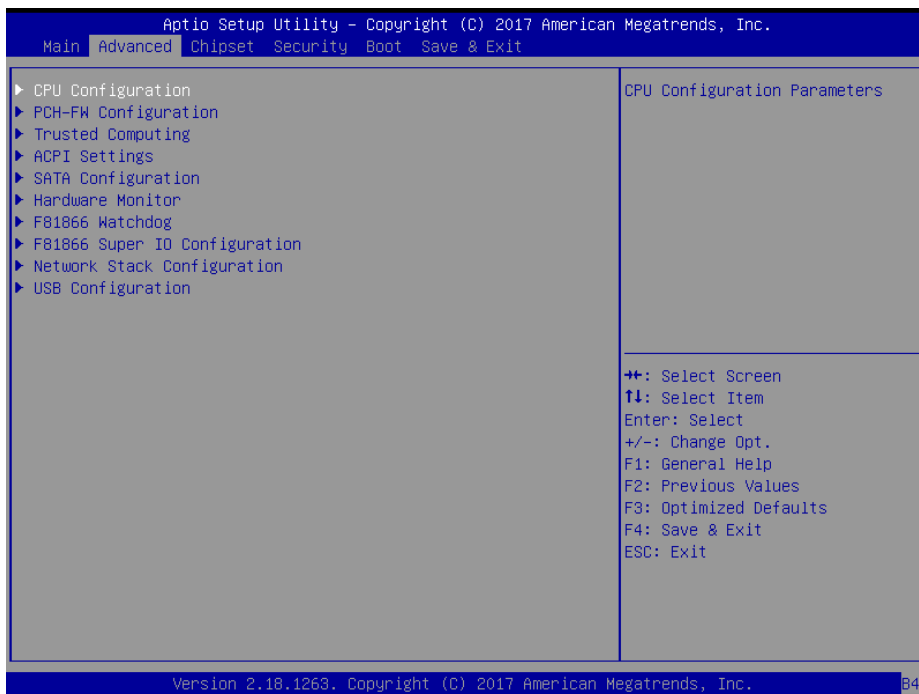 Aptio Setup Utility – Copyright (C) 2017 American Megatrends, Inc.
Main Advanced Chipset Security Boot Save & Exit
▶ CPU Configuration
▶ PCH-FW Configuration
▶ Trusted Computing
▶ ACPI Settings
▶ SATA Configuration
▶ Hardware Monitor
▶ F81866 Watchdog
▶ F81866 Super IO Configuration
▶ Network Stack Configuration
▶ USB Configuration
CPU Configuration Parameters
→←: Select Screen
↑↓: Select Item
Enter: Select
+/-: Change Opt.
F1: General Help
F2: Previous Values
F3: Optimized Defaults
F4: Save & Exit
ESC: Exit
Version 2.18.1263. Copyright (C) 2017 American Megatrends, Inc.
B4